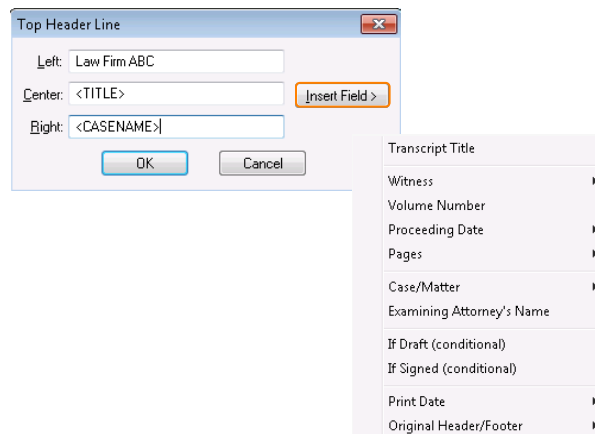 Top Header Line
Left: Law Firm ABC
Center: <TITLE>
Insert Field >
Right: <CASENAME>
OK Cancel
Transcript Title
Witness
Volume Number
Proceeding Date
Pages
Case/Matter
Examining Attorney's Name
If Draft (conditional)
If Signed (conditional)
Print Date
Original Header/Footer